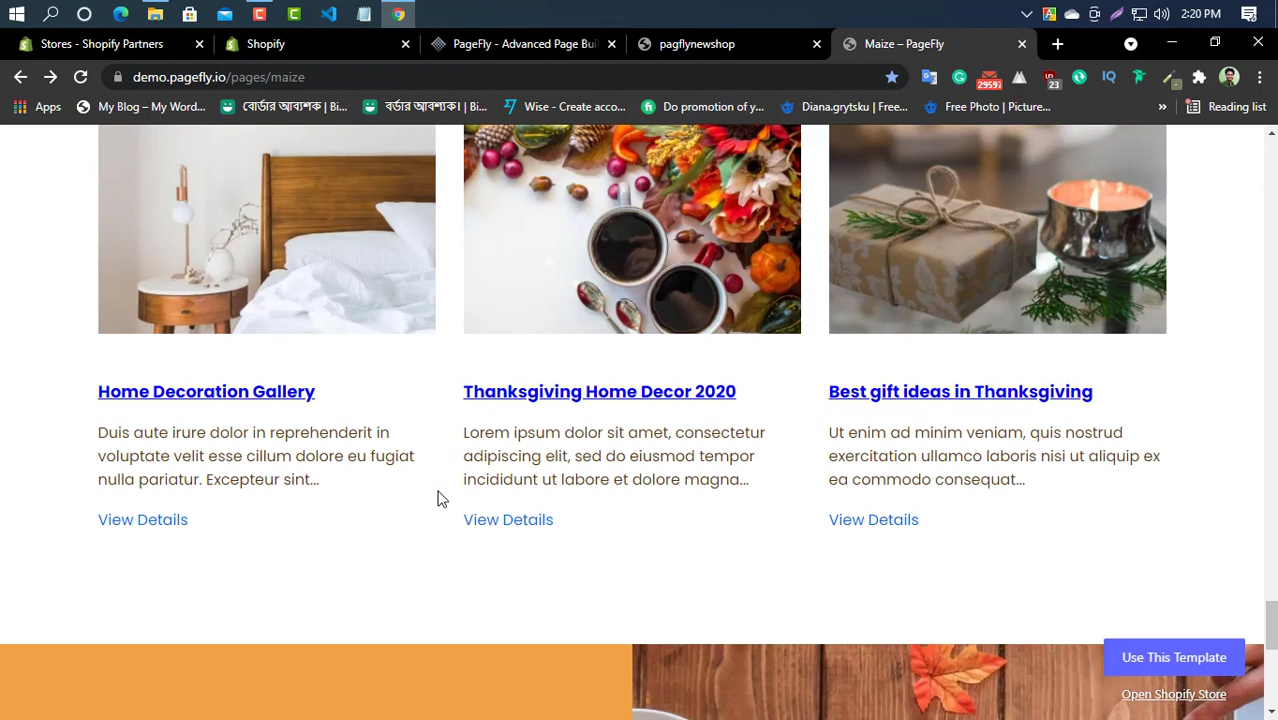 2:20 PM
Stores - Shopify Partners
Shopify
PageFly - Advanced Page Buil
pagflynewshop
Maize – PageFly
demo.pagefly.io/pages/maize
29597
23
IQ
Apps
My Blog – My Word...
বোর্ডার আবশ্যক | Bi...
বর্ডার আবশ্যক। | Bi...
Wise - Create acco...
Do promotion of y...
Diana.grytsku | Free...
Free Photo | Picture...
»
Reading list
Home Decoration Gallery
Duis aute irure dolor in reprehenderit in
voluptate velit esse cillum dolore eu fugiat
nulla pariatur. Excepteur sint...
View Details
Thanksgiving Home Decor 2020
Lorem ipsum dolor sit amet, consectetur
adipiscing elit, sed do eiusmod tempor
incididunt ut labore et dolore magna...
View Details
Best gift ideas in Thanksgiving
Ut enim ad minim veniam, quis nostrud
exercitation ullamco laboris nisi ut aliquip ex
ea commodo consequat...
View Details
Use This Template
Open Shopify Store